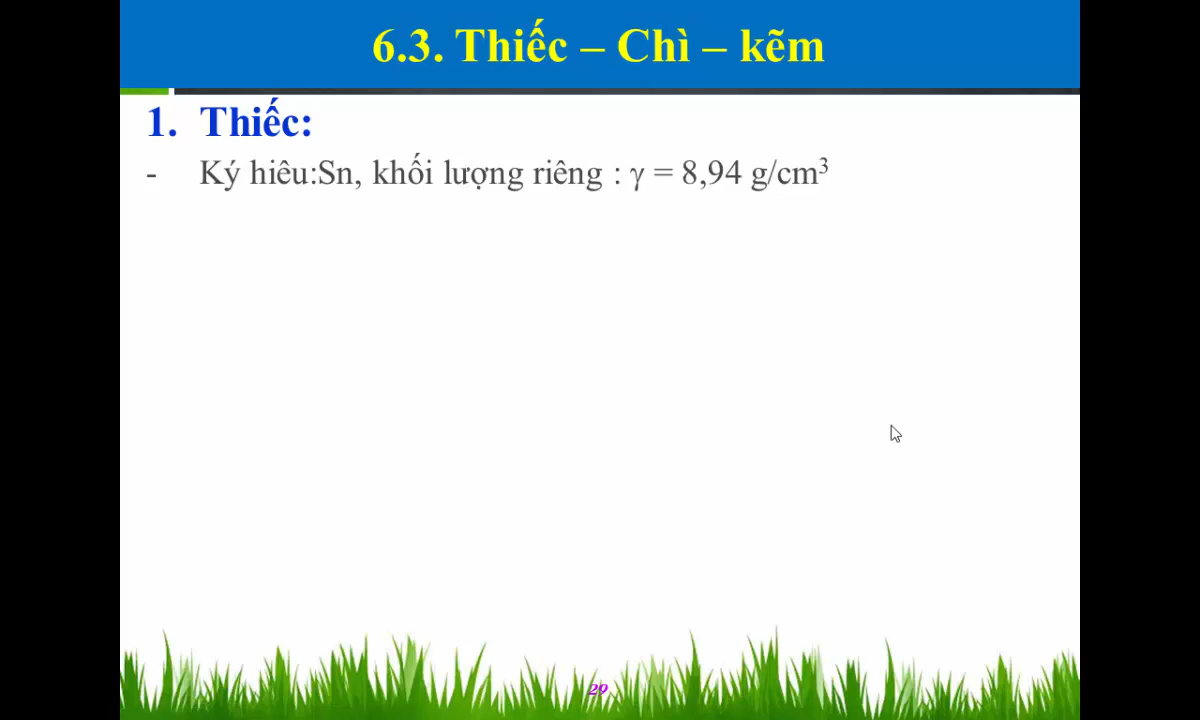 6.3. Thiếc – Chì – kẽm
1. Thiếc:
- Ký hiêu:Sn, khối lượng riêng : γ = 8,94 g/cm³
29